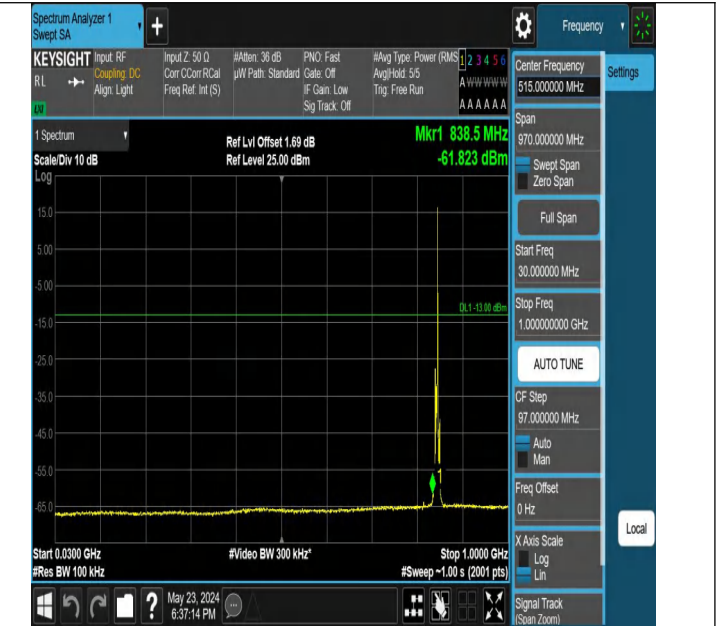 Spectrum Analyzer 1
Swept SA
+
Frequency
KEYSIGHT
RL
Input: RF
Coupling: DC
Align: Light
Input Z: 50 Ω
Corr CCorr RCal
Freq Ref: Int (S)
#Atten: 36 dB
µW Path: Standard
PNO: Fast
Gate: Off
IF Gain: Low
Sig Track: Off
#Avg Type: Power (RMS
Avg|Hold: 5/5
Trig: Free Run
1 2 3 4 5 6
A W W W W W
A A A A A A
1 Spectrum
Scale/Div 10 dB
Log
Ref Lvl Offset 1.69 dB
Ref Level 25.00 dBm
Mkr1 838.5 MHz
-61.823 dBm
15.0
5.00
-5.00
-15.0
-25.0
-35.0
-45.0
-55.0
-65.0
DL1 -13.00 dBm
Start 0.0300 GHz
#Res BW 100 kHz
#Video BW 300 kHz*
Stop 1.0000 GHz
#Sweep ~1.00 s (2001 pts)
?
May 23, 2024
6:37:14 PM
Center Frequency
515.000000 MHz
Settings
Span
970.000000 MHz
Swept Span
Zero Span
Full Span
Start Freq
30.000000 MHz
Stop Freq
1.000000000 GHz
AUTO TUNE
CF Step
97.000000 MHz
Auto
Man
Freq Offset
0 Hz
X Axis Scale
Log
Lin
Local
Signal Track
(Span Zoom)